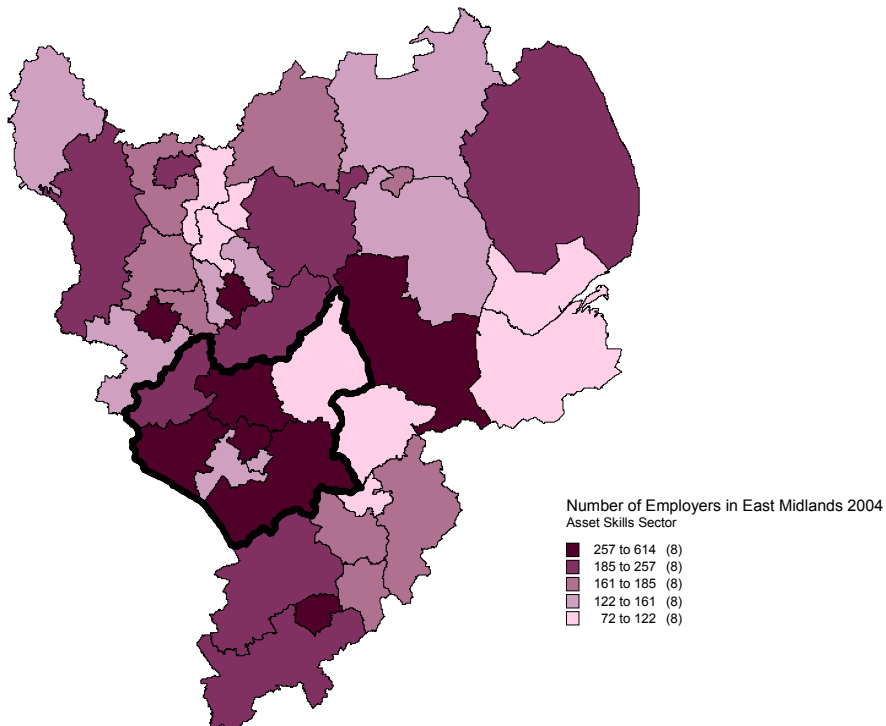 Number of Employers in East Midlands 2004
Asset Skills Sector
257 to 614 (8)
185 to 257 (8)
161 to 185 (8)
122 to 161 (8)
72 to 122 (8)